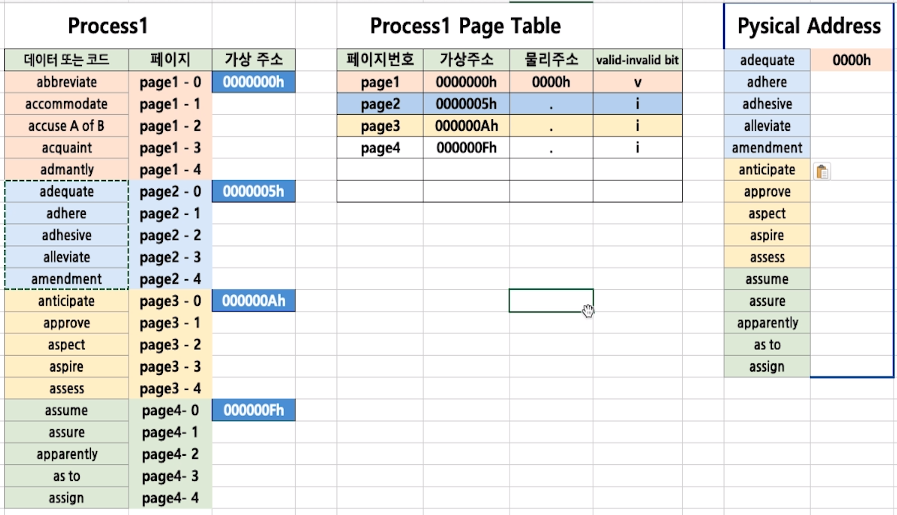 Process1 Process1 Page Table Pysical Address
데이터 또는 코드 페이지 가상 주소 페이지번호 가상주소 물리주소 valid-invalid bit adequate 0000h
abbreviate page1 - 0 0000000h page1 0000000h 0000h v adhere
accommodate page1 - 1 page2 0000005h . i adhesive
accuse A of B page1 - 2 page3 000000Ah . i alleviate
acquaint page1 - 3 page4 000000Fh . i amendment
admantly page1 - 4 anticipate
adequate page2 - 0 0000005h approve
adhere page2 - 1 aspect
adhesive page2 - 2 aspire
alleviate page2 - 3 assess
amendment page2 - 4 assume
anticipate page3 - 0 000000Ah assure
approve page3 - 1 apparently
aspect page3 - 2 as to
aspire page3 - 3 assign
assess page3 - 4
assume page4- 0 000000Fh
assure page4- 1
apparently page4- 2
as to page4- 3
assign page4- 4